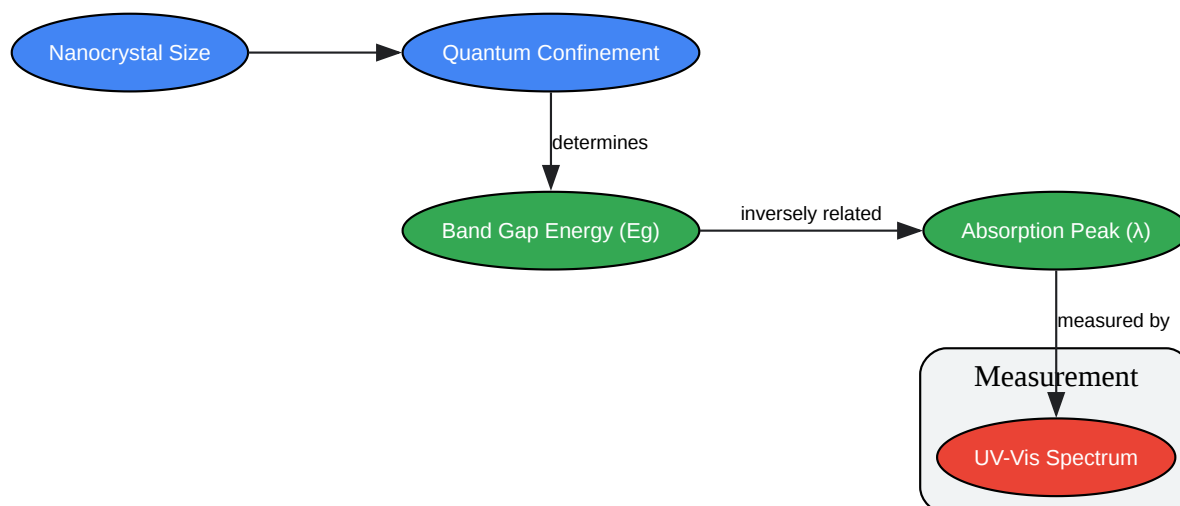 Nanocrystal Size
Quantum Confinement
determines
Band Gap Energy (Eg)
inversely related
Absorption Peak (λ)
measured by
Measurement
UV-Vis Spectrum